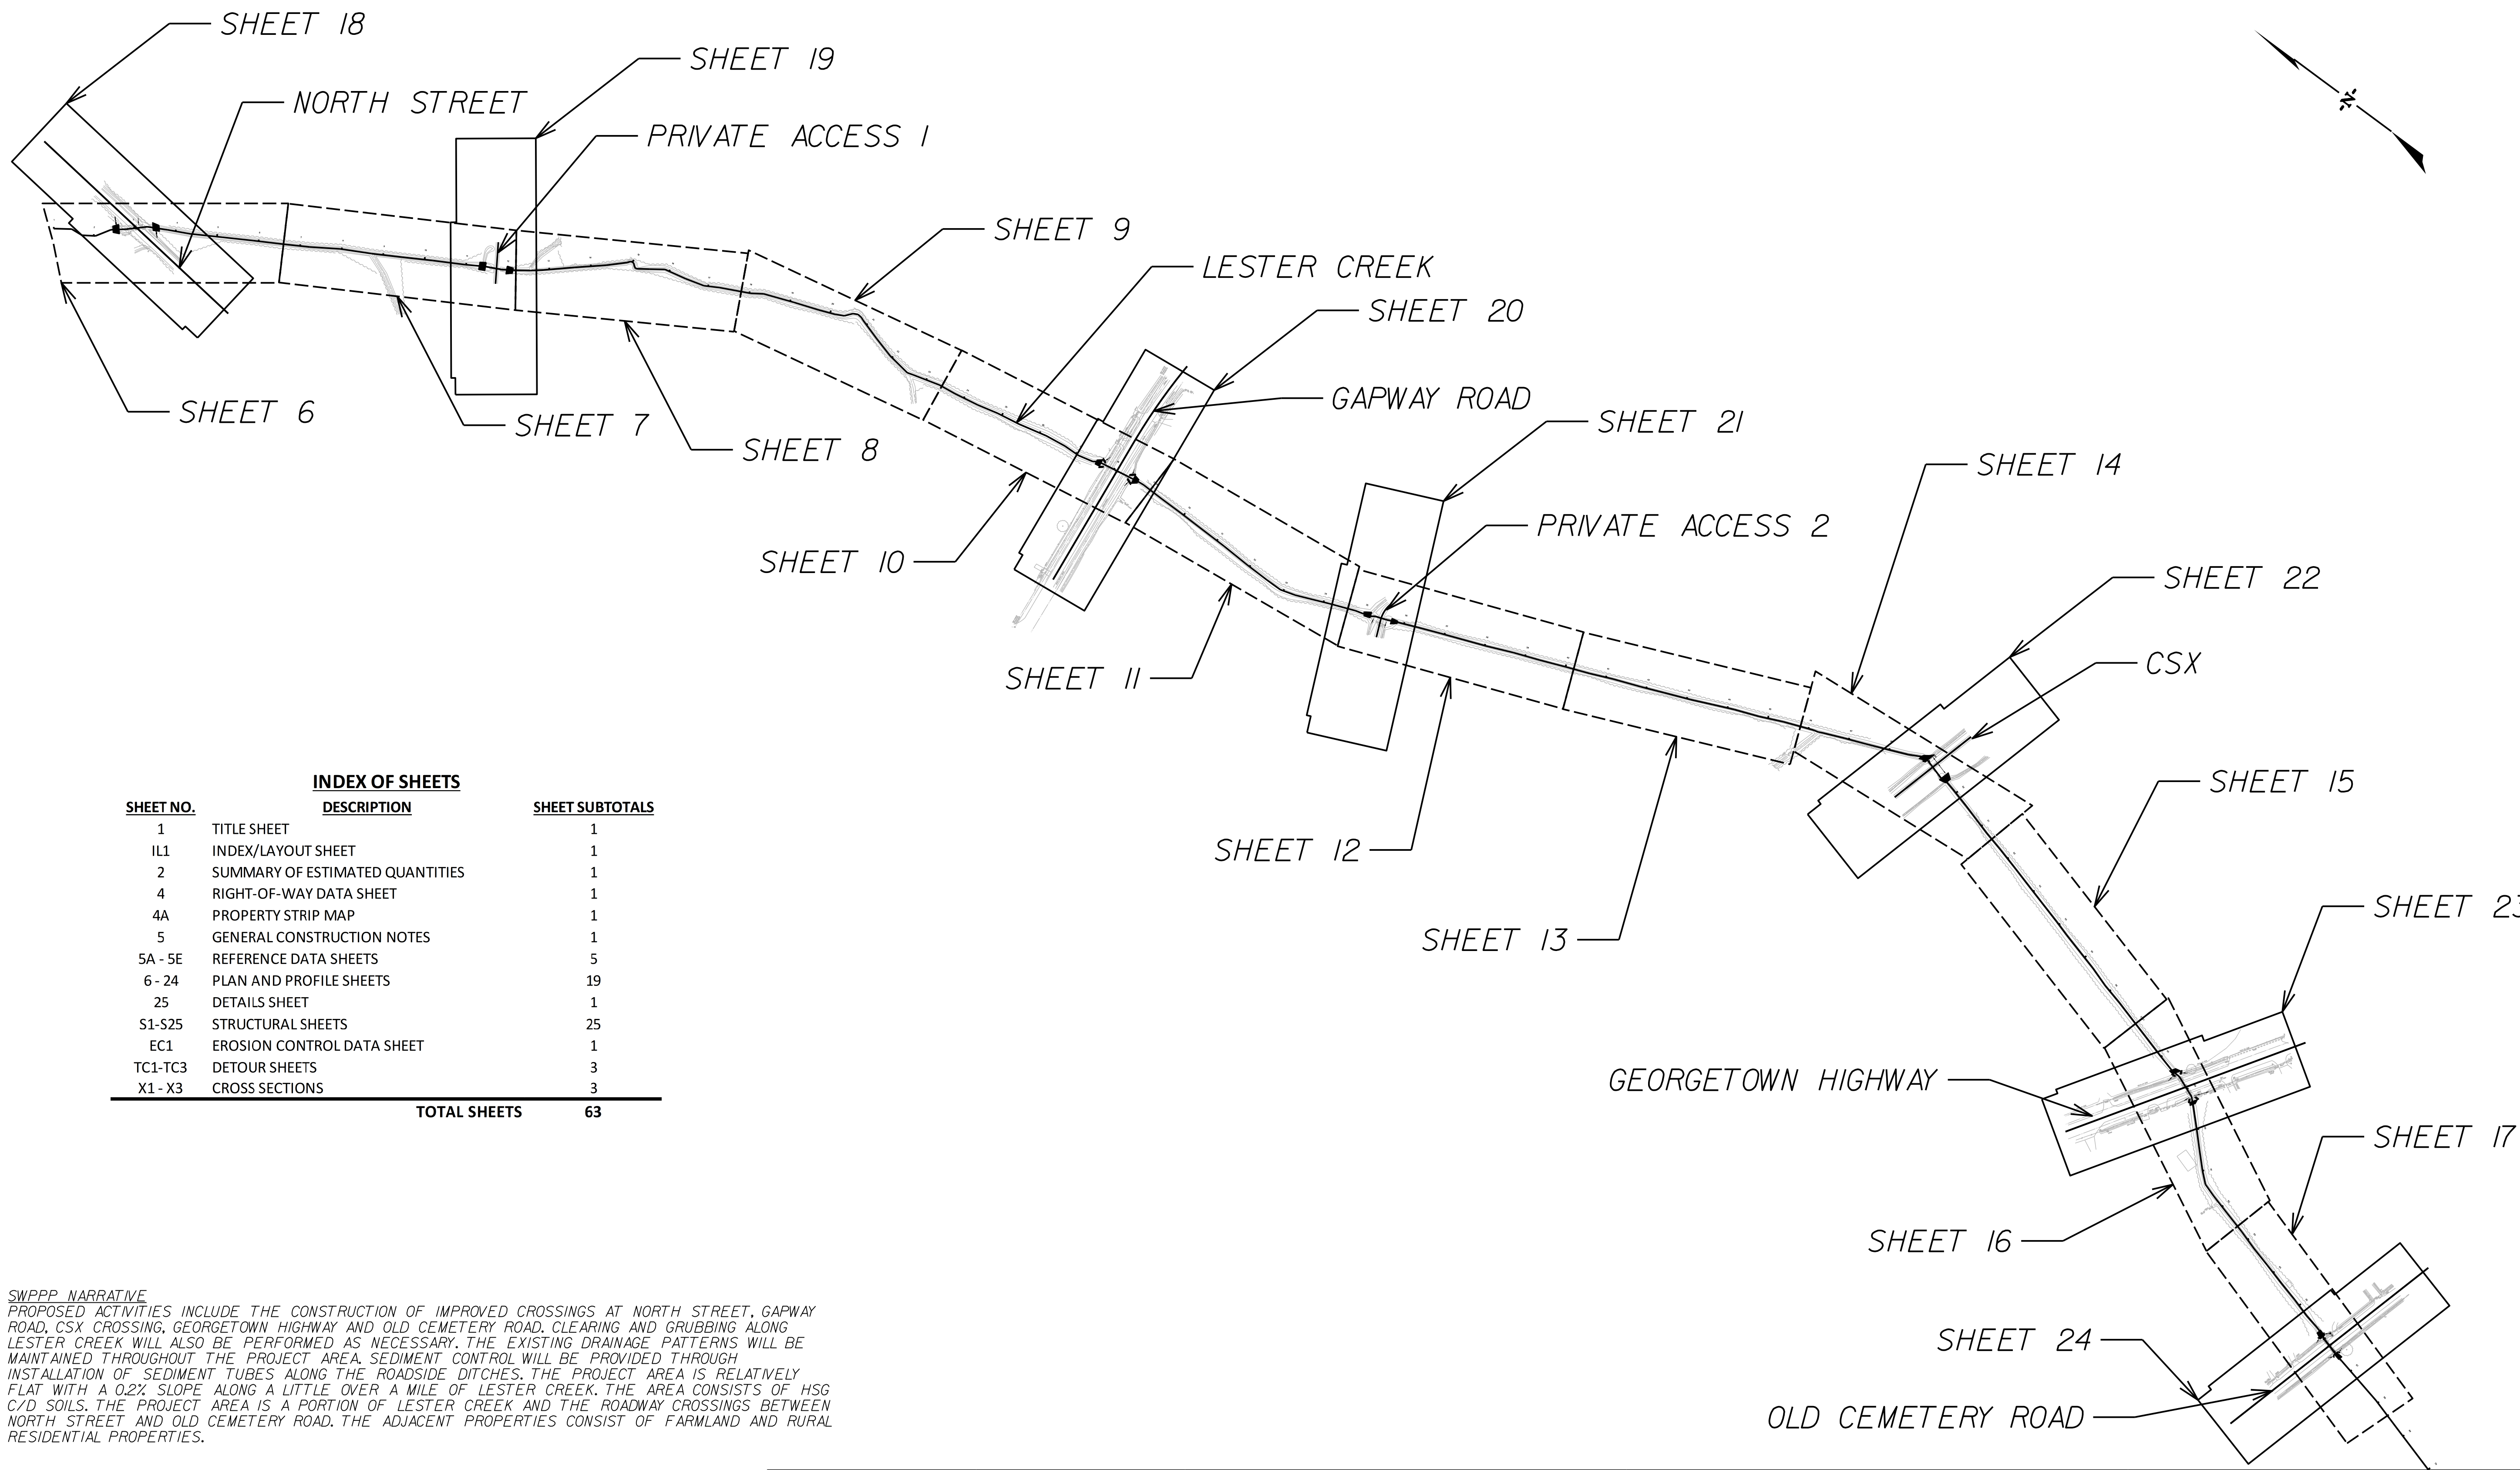 SHEET 18
SHEET 19
NORTH STREET
PRIVATE ACCESS 1
-N-
SHEET 9
LESTER CREEK
SHEET 20
GAPWAY ROAD
SHEET 6
SHEET 7
SHEET 8
SHEET 21
SHEET 14
PRIVATE ACCESS 2
SHEET 10
SHEET 22
CSX
SHEET 11
SHEET 15
SHEET 12
SHEET 23
SHEET 13
GEORGETOWN HIGHWAY
SHEET 17
SHEET 16
SHEET 24
OLD CEMETERY ROAD
INDEX OF SHEETS
SHEET NO. DESCRIPTION SHEET SUBTOTALS
1 TITLE SHEET 1
IL1 INDEX/LAYOUT SHEET 1
2 SUMMARY OF ESTIMATED QUANTITIES 1
4 RIGHT-OF-WAY DATA SHEET 1
4A PROPERTY STRIP MAP 1
5 GENERAL CONSTRUCTION NOTES 1
5A - 5E REFERENCE DATA SHEETS 5
6 - 24 PLAN AND PROFILE SHEETS 19
25 DETAILS SHEET 1
S1-S25 STRUCTURAL SHEETS 25
EC1 EROSION CONTROL DATA SHEET 1
TC1-TC3 DETOUR SHEETS 3
X1 - X3 CROSS SECTIONS 3
TOTAL SHEETS 63
SWPPP NARRATIVE
PROPOSED ACTIVITIES INCLUDE THE CONSTRUCTION OF IMPROVED CROSSINGS AT NORTH STREET, GAPWAY
ROAD, CSX CROSSING, GEORGETOWN HIGHWAY AND OLD CEMETERY ROAD. CLEARING AND GRUBBING ALONG
LESTER CREEK WILL ALSO BE PERFORMED AS NECESSARY. THE EXISTING DRAINAGE PATTERNS WILL BE
MAINTAINED THROUGHOUT THE PROJECT AREA. SEDIMENT CONTROL WILL BE PROVIDED THROUGH
INSTALLATION OF SEDIMENT TUBES ALONG THE ROADSIDE DITCHES. THE PROJECT AREA IS RELATIVELY
FLAT WITH A 0.2% SLOPE ALONG A LITTLE OVER A MILE OF LESTER CREEK. THE AREA CONSISTS OF HSG
C/D SOILS. THE PROJECT AREA IS A PORTION OF LESTER CREEK AND THE ROADWAY CROSSINGS BETWEEN
NORTH STREET AND OLD CEMETERY ROAD. THE ADJACENT PROPERTIES CONSIST OF FARMLAND AND RURAL
RESIDENTIAL PROPERTIES.